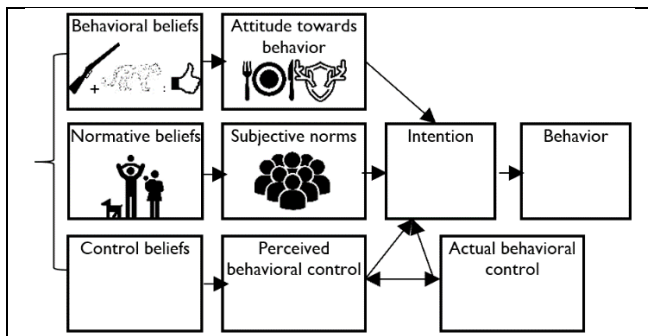 Behavioral beliefs
Attitude towards
behavior
+
:
Normative beliefs
Subjective norms
Intention
Behavior
Control beliefs
Perceived
behavioral control
Actual behavioral
control